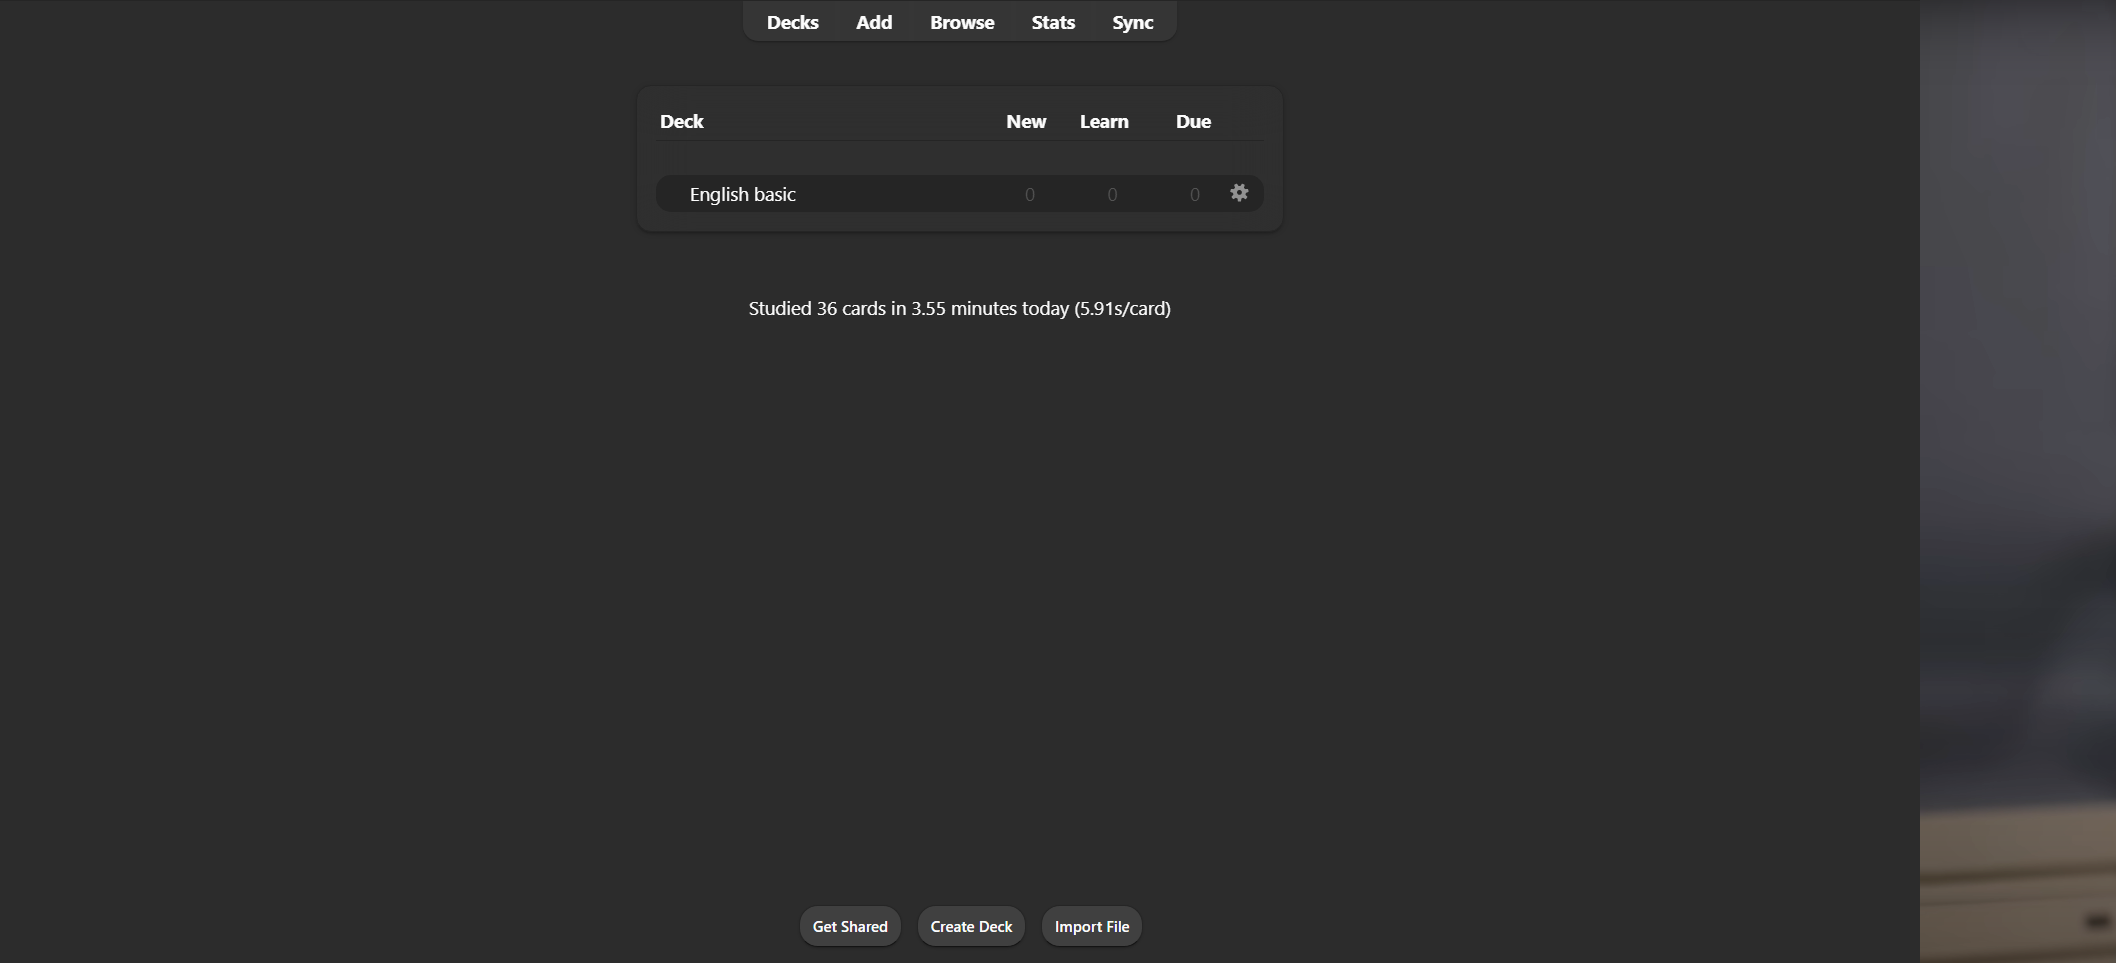 Decks Add Browse Stats Sync
Deck New Learn Due
English basic 0 0 0
Studied 36 cards in 3.55 minutes today (5.91s/card)
Get Shared Create Deck Import File